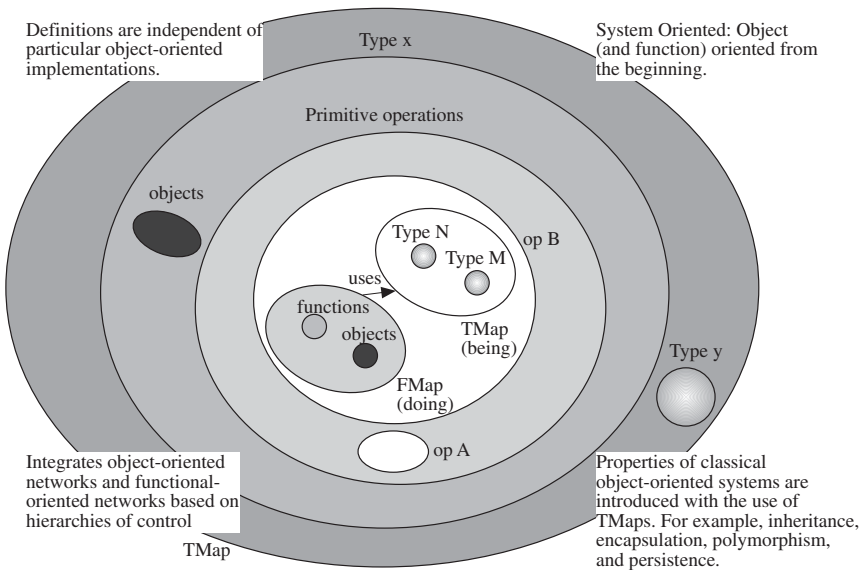 Definitions are independent of
particular object-oriented
implementations.
System Oriented: Object
(and function) oriented from
the beginning.
Type x
Primitive operations
objects
Type N
op B
Type M
uses
functions
objects
TMap
(being)
Type y
FMap
(doing)
op A
Integrates object-oriented
networks and functional-
oriented networks based on
hierarchies of control
Properties of classical
object-oriented systems are
introduced with the use of
TMaps. For example, inheritance,
encapsulation, polymorphism,
and persistence.
TMap